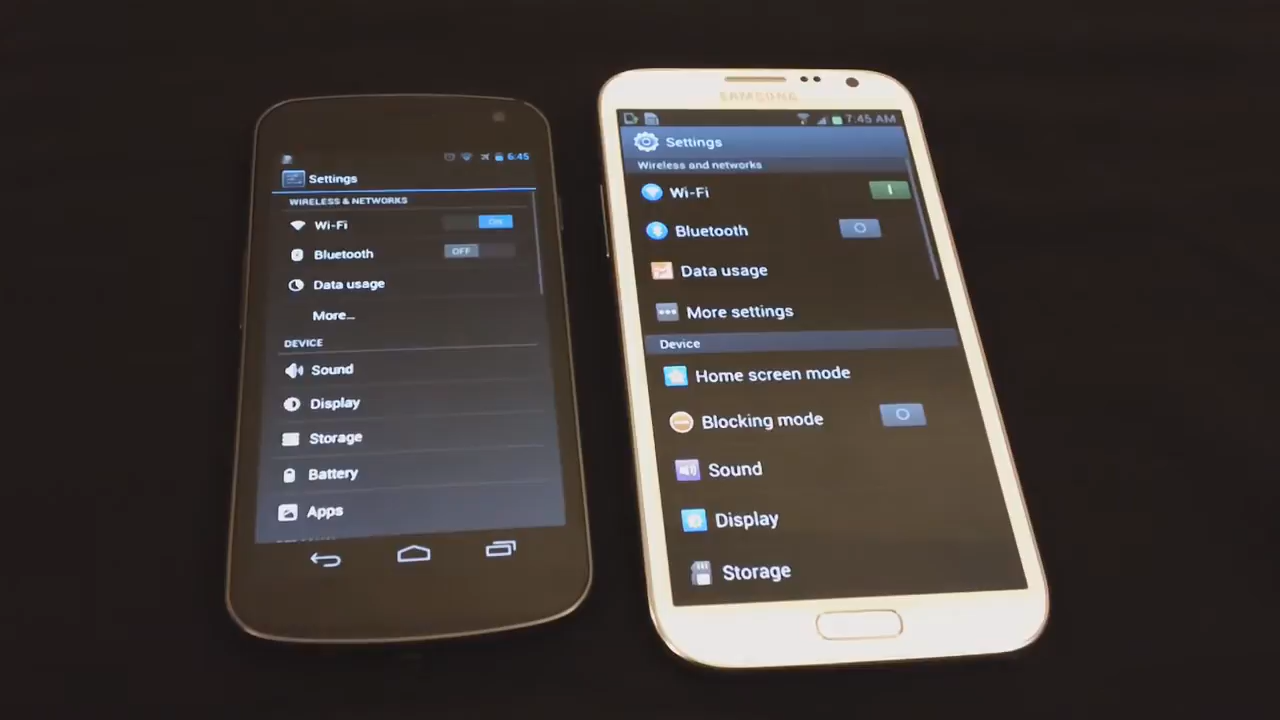 6:45
Settings
WIRELESS & NETWORKS
Wi-Fi
ON
Bluetooth
OFF
Data usage
More...
DEVICE
Sound
Display
Storage
Battery
Apps
SAMSUNG
7:45 AM
Settings
Wireless and networks
Wi-Fi
Bluetooth
Data usage
More settings
Device
Home screen mode
Blocking mode
Sound
Display
Storage